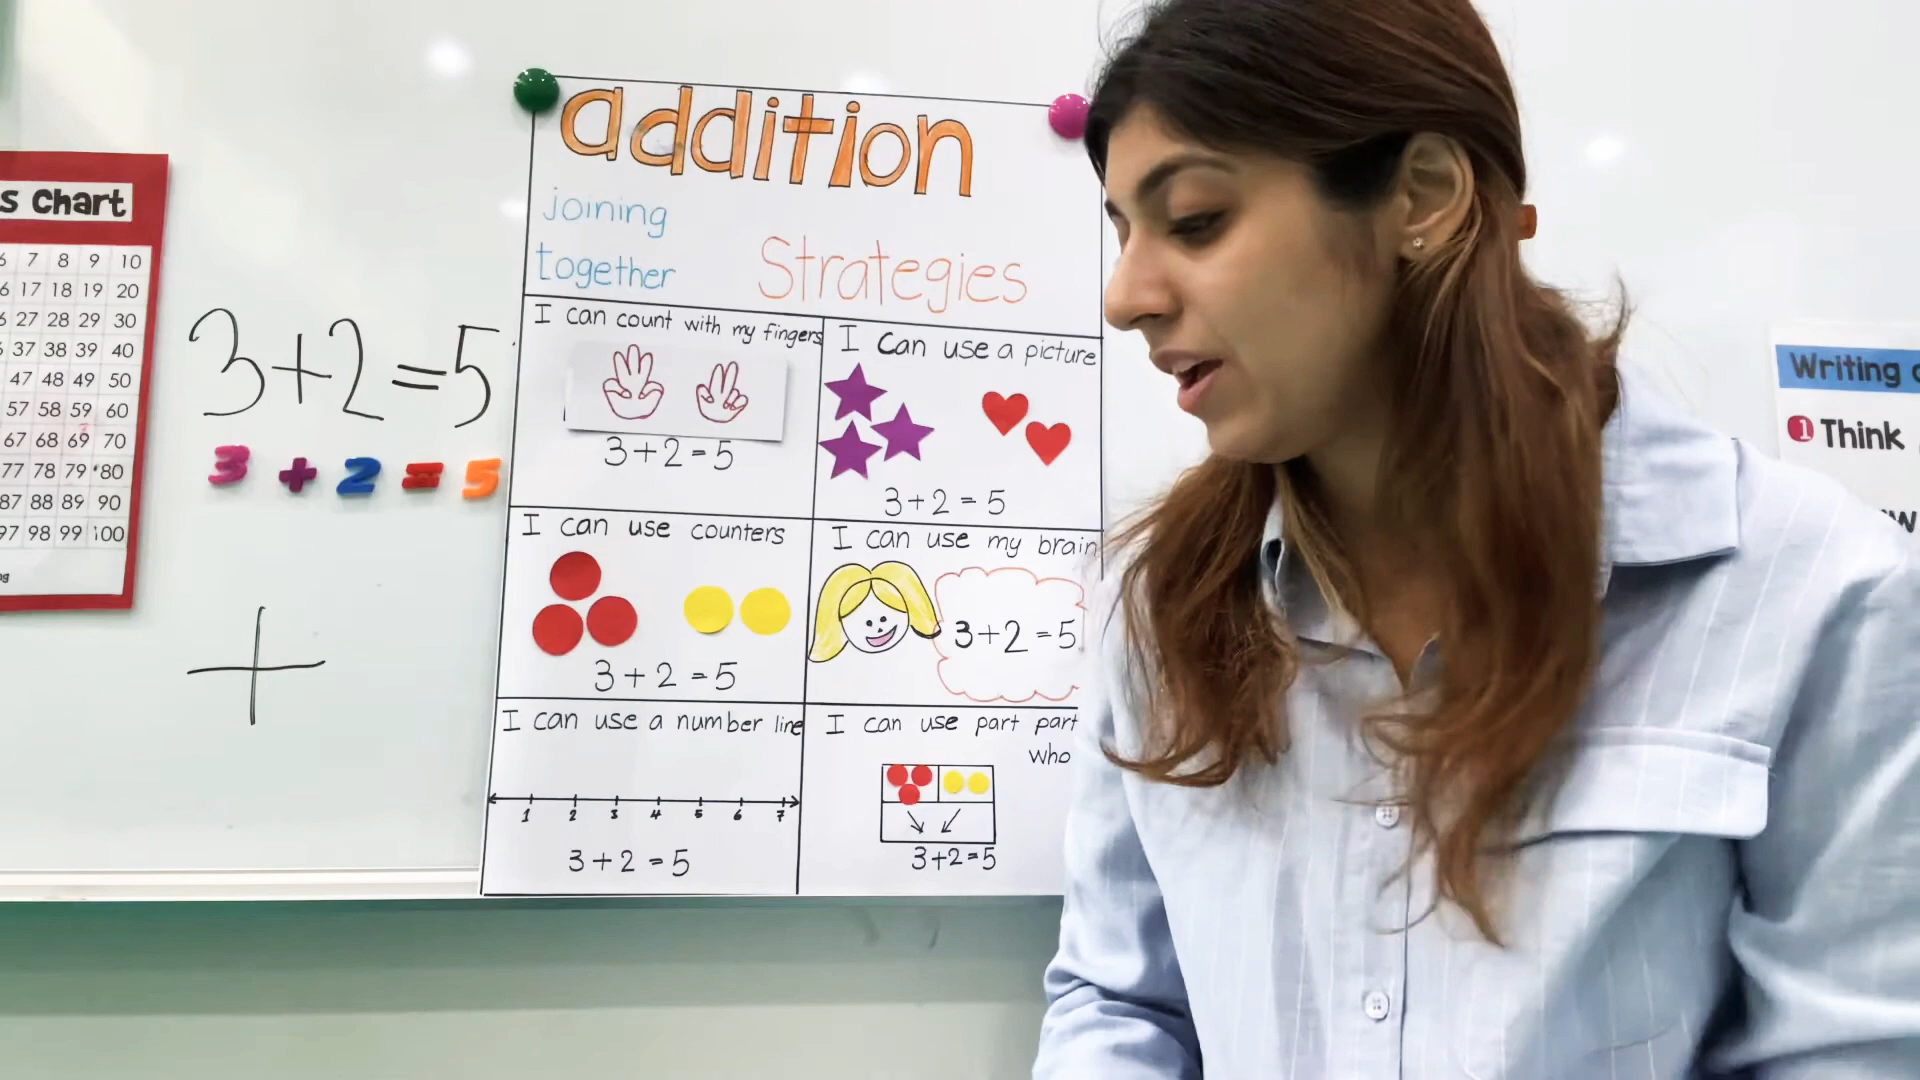 s Chart
6 7 8 9 10
6 17 18 19 20
6 27 28 29 30
37 38 39 40
47 48 49 50
57 58 59 60
67 68 69 70
77 78 79 80
87 88 89 90
97 98 99 100
3+2=5
3+2=5
+
addition
joining
together
Strategies
I can count with my fingers
3+2=5
I can use a picture
3+2=5
I can use counters
3+2=5
I can use my brain
3+2=5
I can use a number line
1 2 3 4 5 6 7
3+2=5
I can use part part
who
3+2=5
Writing
1 Think